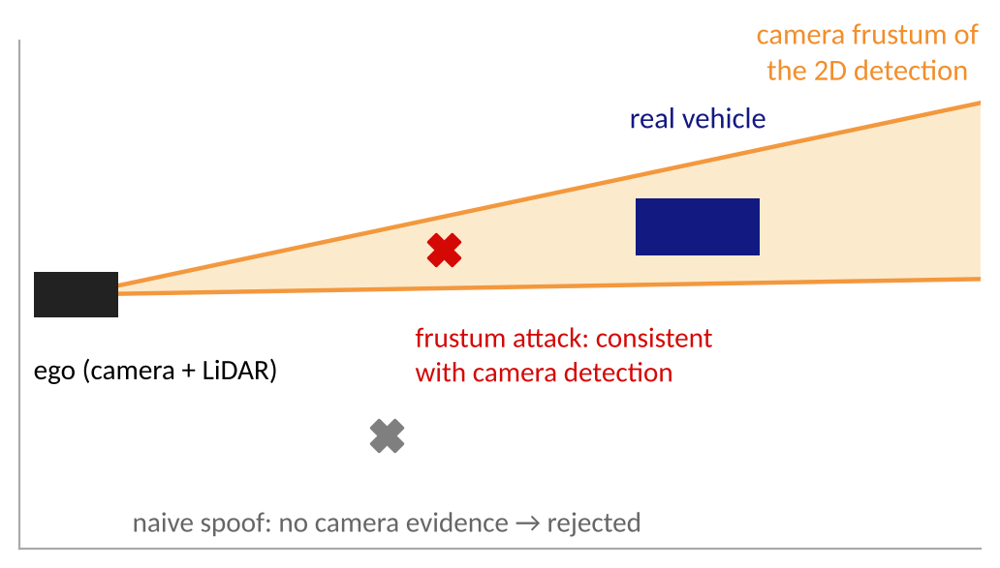 camera frustum of
the 2D detection
real vehicle
frustum attack: consistent
with camera detection
ego (camera + LiDAR)
naive spoof: no camera evidence → rejected